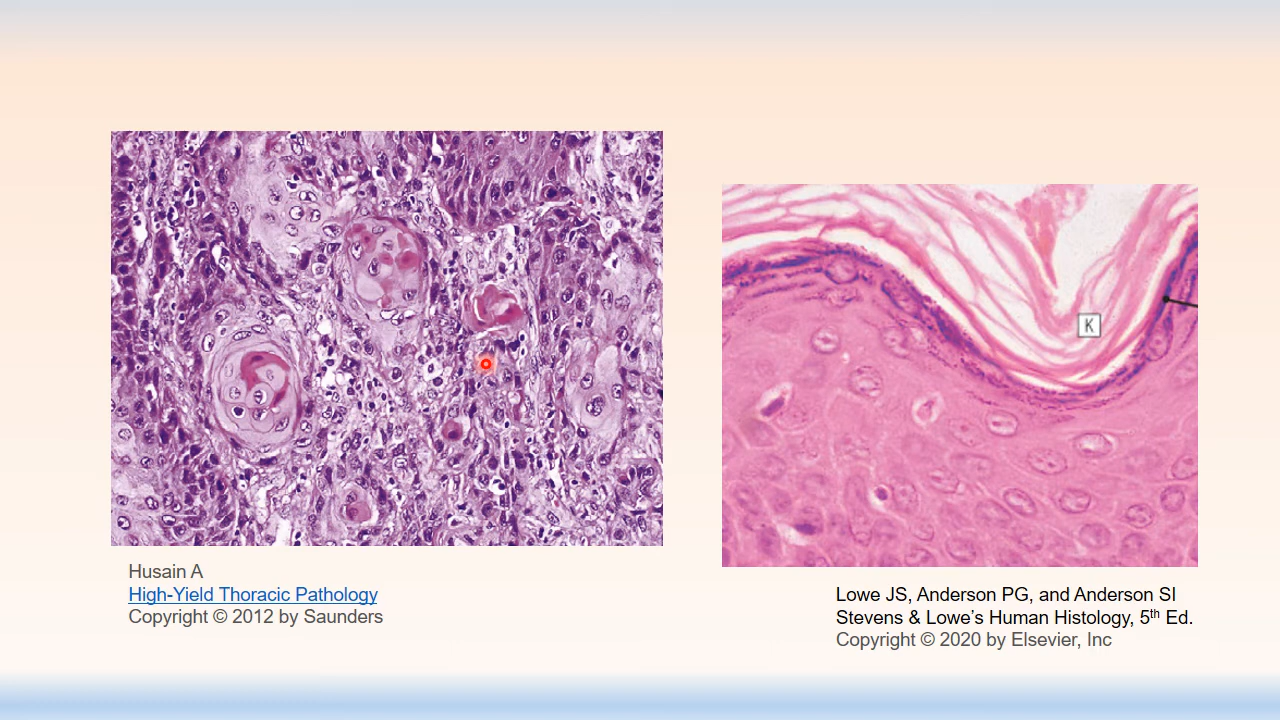 K
Husain A
High-Yield Thoracic Pathology
Copyright © 2012 by Saunders
Lowe JS, Anderson PG, and Anderson SI
Stevens & Lowe’s Human Histology, 5th Ed.
Copyright © 2020 by Elsevier, Inc